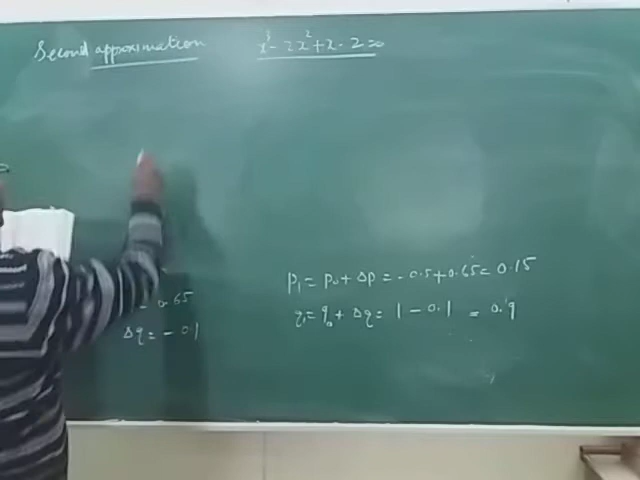 Second approximation x³ - 2x² + x - 2 = 0
p₁ = p₀ + Δp = - 0.5 + 0.65 = 0.15
= 0.65
q₁ = q₀ + Δq = 1 - 0.1 = 0.9
Δq = - 0.1